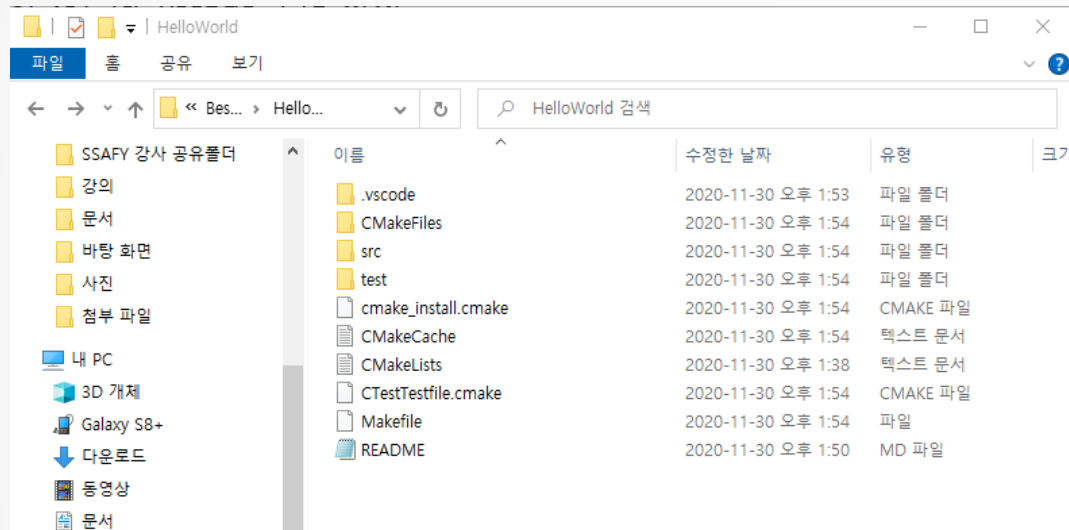 HelloWorld
파일 홈 공유 보기
« Bes... › Hello...
HelloWorld 검색
SSAFY 강사 공유폴더
강의
문서
바탕 화면
사진
첨부 파일
내 PC
3D 개체
Galaxy S8+
다운로드
동영상
문서
이름 수정한 날짜 유형 크기
.vscode 2020-11-30 오후 1:53 파일 폴더
CMakeFiles 2020-11-30 오후 1:54 파일 폴더
src 2020-11-30 오후 1:54 파일 폴더
test 2020-11-30 오후 1:54 파일 폴더
cmake_install.cmake 2020-11-30 오후 1:54 CMAKE 파일
CMakeCache 2020-11-30 오후 1:54 텍스트 문서
CMakeLists 2020-11-30 오후 1:38 텍스트 문서
CTestTestfile.cmake 2020-11-30 오후 1:54 CMAKE 파일
Makefile 2020-11-30 오후 1:54 파일
README 2020-11-30 오후 1:50 MD 파일